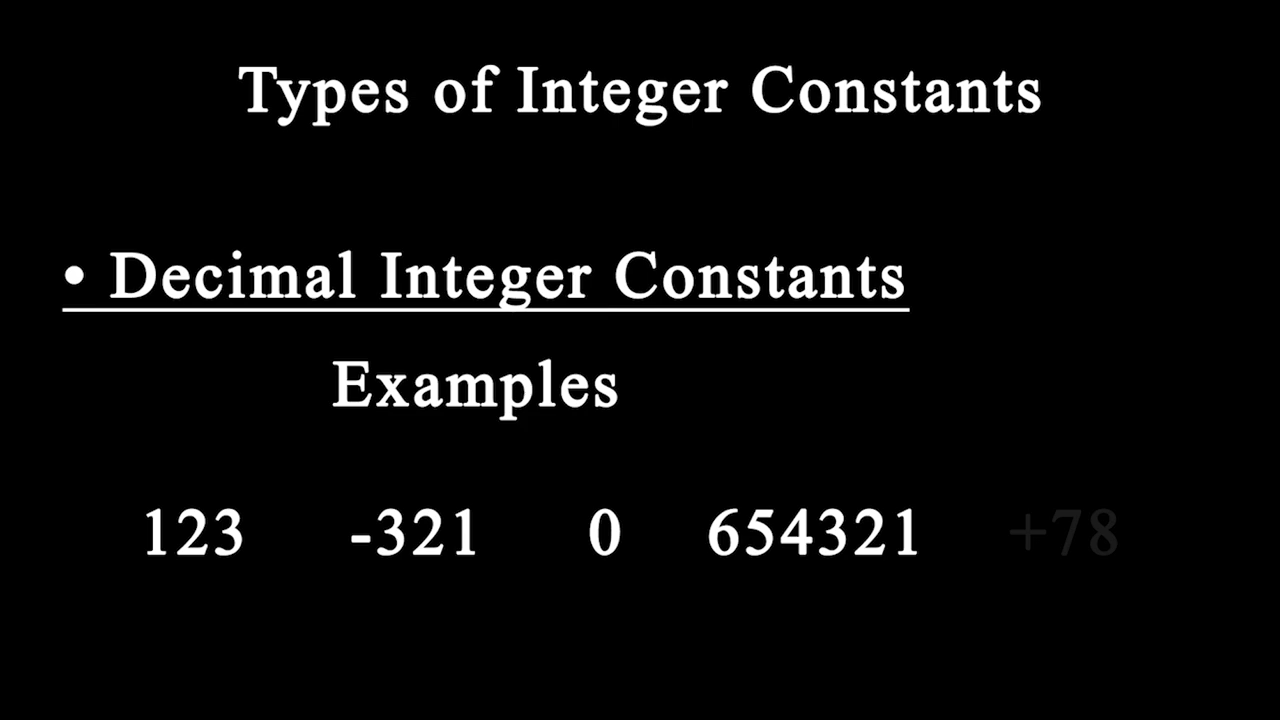 Types of Integer Constants
• Decimal Integer Constants
Examples
123 -321 0 654321 +78